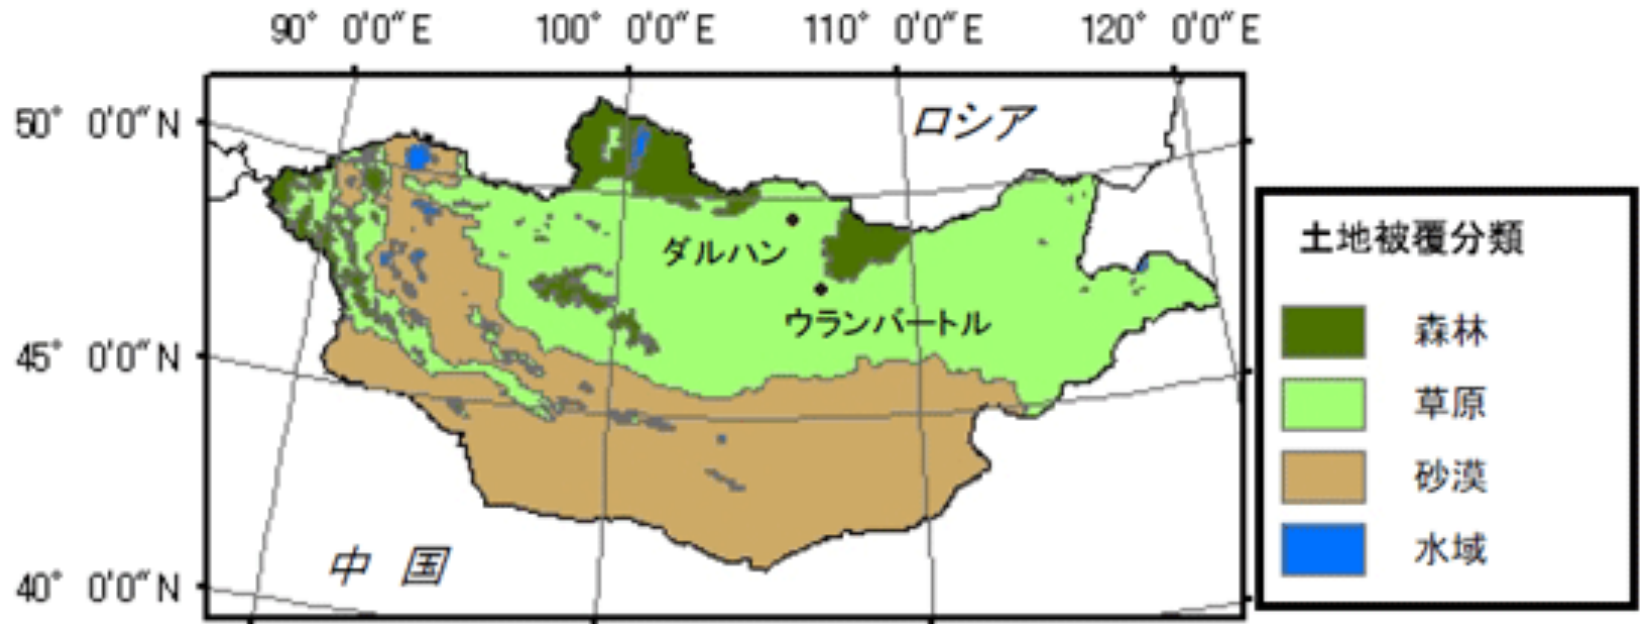 90° 0'0"E 100° 0'0"E 110° 0'0"E 120° 0'0"E
50° 0'0"N
ロシア
ダルハン
ウランバートル
45° 0'0"N
中 国
40° 0'0"N
土地被覆分類
森林
草原
砂漠
水域